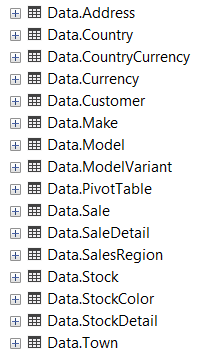 Data.Address
Data.Country
Data.CountryCurrency
Data.Currency
Data.Customer
Data.Make
Data.Model
Data.ModelVariant
Data.PivotTable
Data.Sale
Data.SaleDetail
Data.SalesRegion
Data.Stock
Data.StockColor
Data.StockDetail
Data.Town